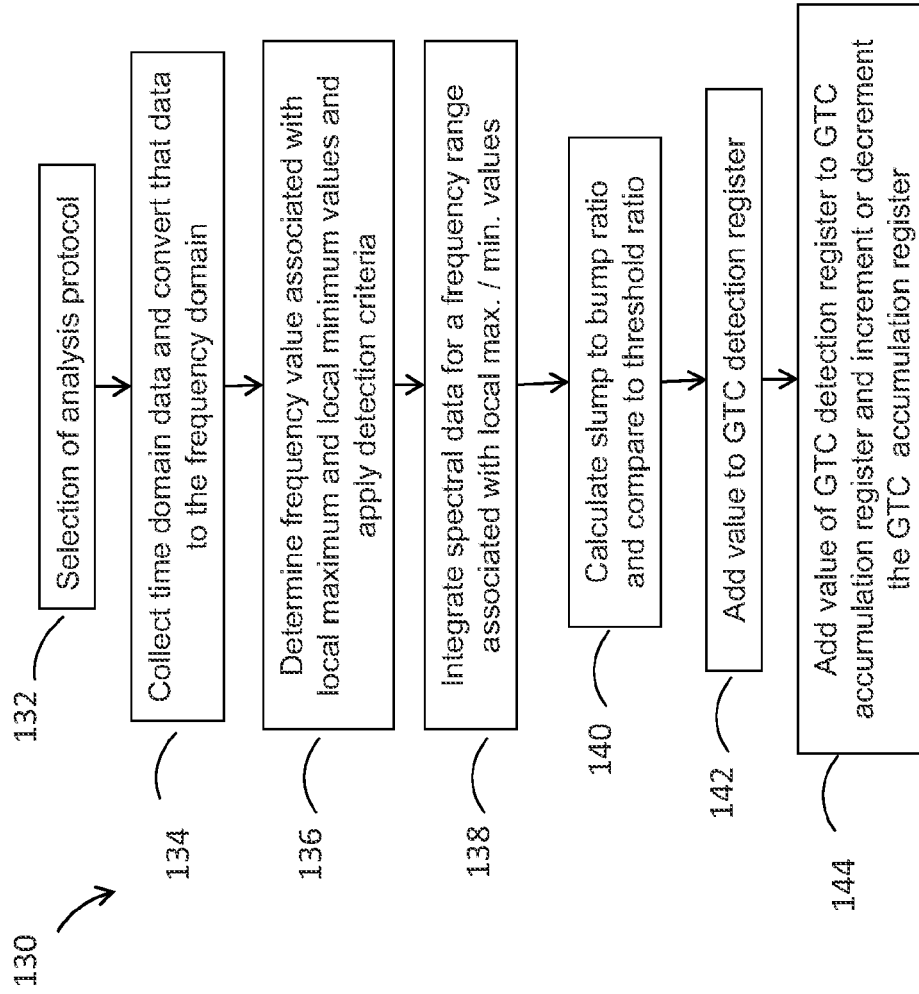 130
132
Selection of analysis protocol
134
Collect time domain data and convert that data
to the frequency domain
136
Determine frequency value associated with
local maximum and local minimum values and
apply detection criteria
138
Integrate spectral data for a frequency range
associated with local max. / min. values
140
Calculate slump to bump ratio
and compare to threshold ratio
142
Add value to GTC detection register
144
Add value of GTC detection register to GTC
accumulation register and increment or decrement
the GTC accumulation register